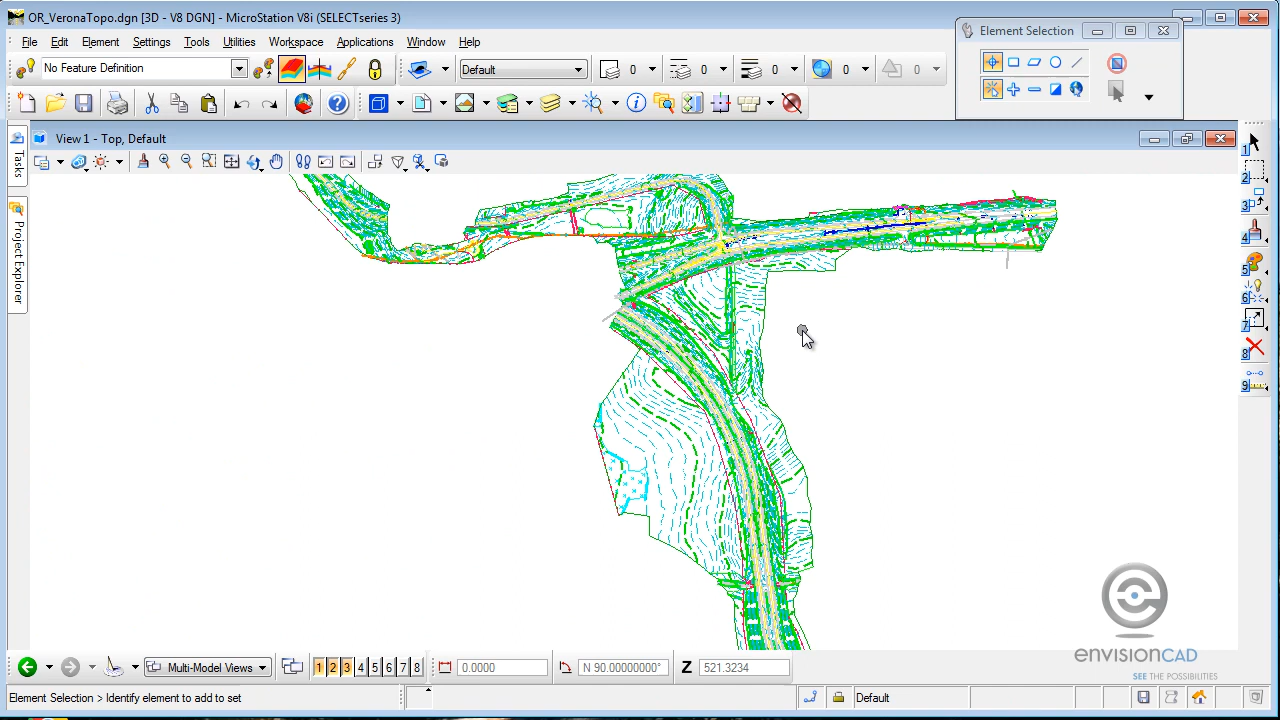 OR_VeronaTopo.dgn [3D - V8 DGN] - MicroStation V8i (SELECTseries 3)
File Edit Element Settings Tools Utilities Workspace Applications Window Help
Element Selection
No Feature Definition
Default
0 0 0 0 0
View 1 - Top, Default
Tasks
Project Explorer
1
2
3
4
5
6
7
8
9
envisionCAD
SEE THE POSSIBILITIES
Multi-Model Views
1 2 3 4 5 6 7 8
0.0000
N 90.00000000°
Z 521.3234
Element Selection > Identify element to add to set
Default